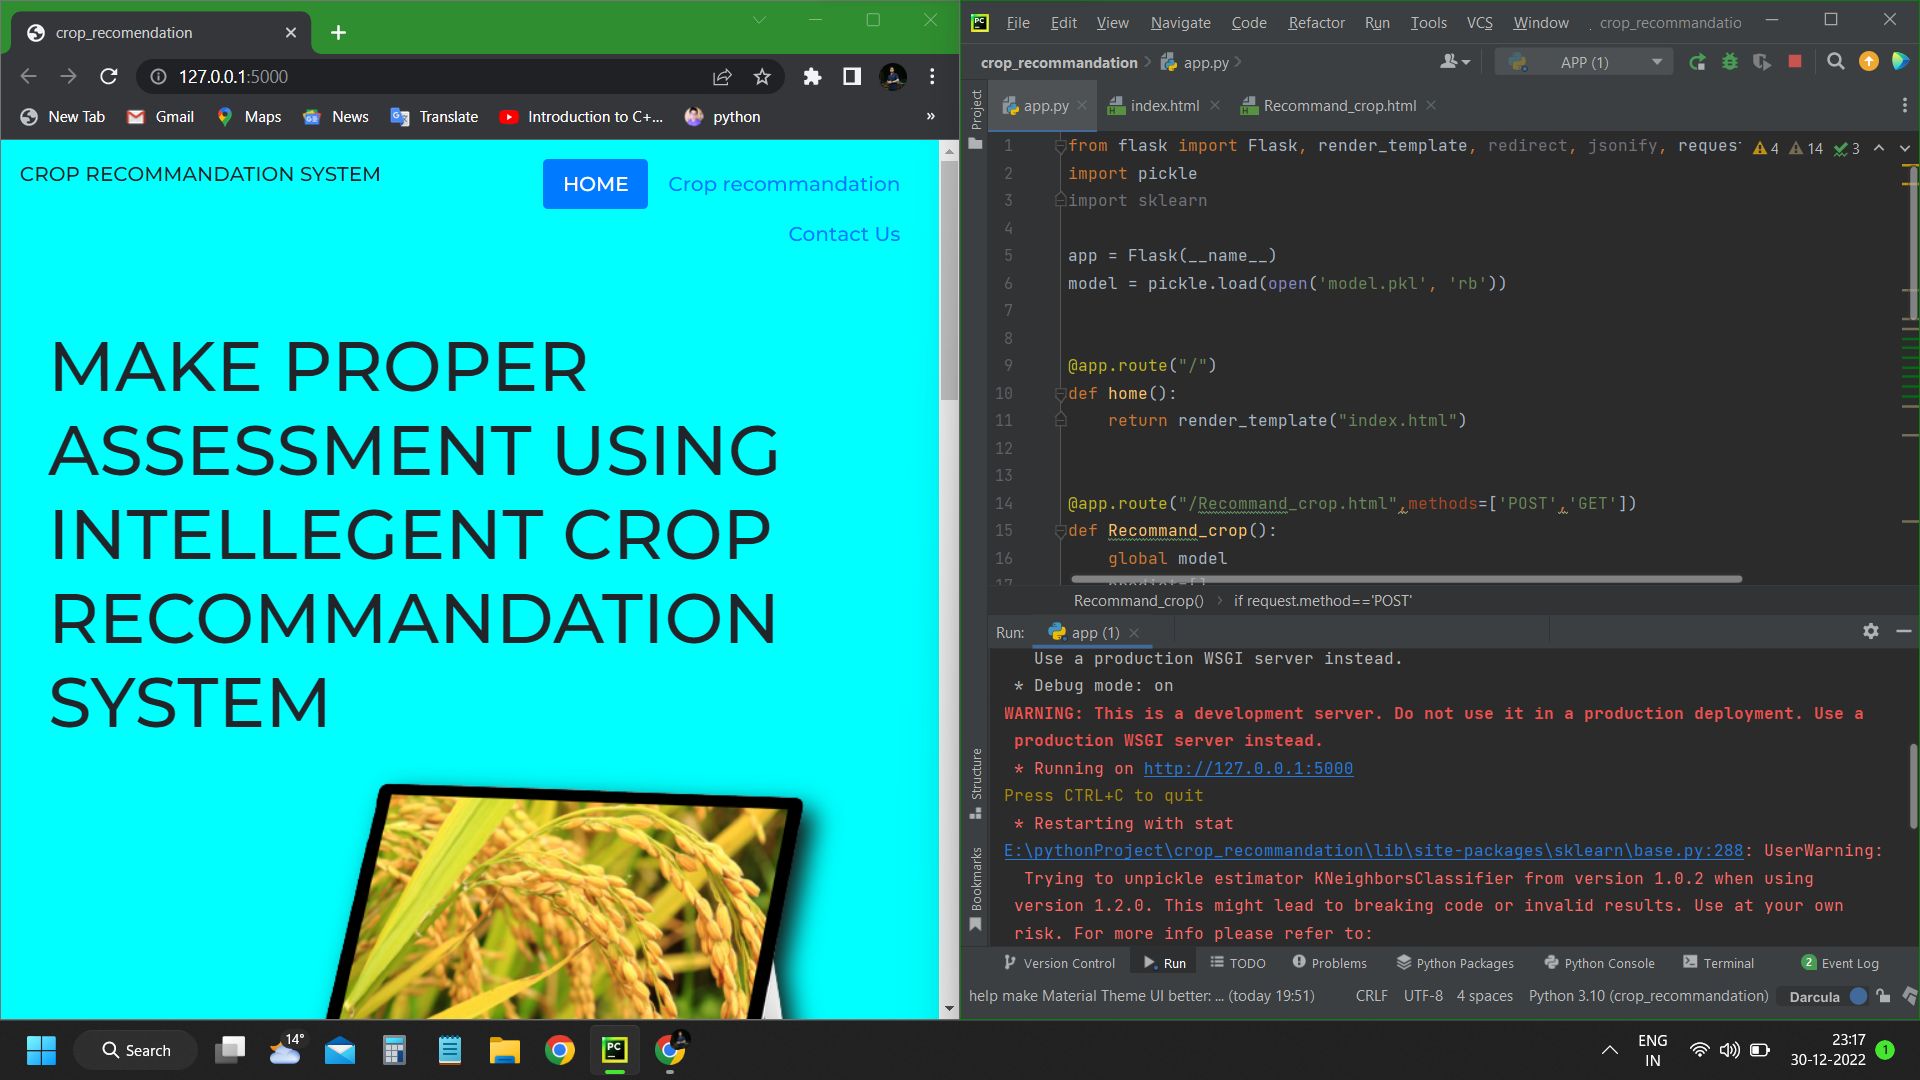 crop_recomendation
127.0.0.1:5000
New Tab
Gmail
Maps
News
Translate
Introduction to C+...
python
»
CROP RECOMMANDATION SYSTEM
HOME
Crop recommandation
Contact Us
MAKE PROPER
ASSESSMENT USING
INTELLEGENT CROP
RECOMMANDATION
SYSTEM
PC
File Edit View Navigate Code Refactor Run Tools VCS Window
crop_recommandatio
crop_recommandation
app.py
APP (1)
Project
app.py
index.html
Recommand_crop.html
4 14 3
1 from flask import Flask, render_template, redirect, jsonify, reques
2 import pickle
3 import sklearn
4
5 app = Flask(__name__)
6 model = pickle.load(open('model.pkl', 'rb'))
7
8
9 @app.route("/")
10 def home():
11 return render_template("index.html")
12
13
14 @app.route("/Recommand_crop.html",methods=['POST','GET'])
15 def Recommand_crop():
16 global model
17
Recommand_crop() › if request.method=='POST'
Run:
app (1)
Use a production WSGI server instead.
* Debug mode: on
WARNING: This is a development server. Do not use it in a production deployment. Use a
production WSGI server instead.
* Running on http://127.0.0.1:5000
Press CTRL+C to quit
* Restarting with stat
E:\pythonProject\crop_recommandation\lib\site-packages\sklearn\base.py:288: UserWarning:
Trying to unpickle estimator KNeighborsClassifier from version 1.0.2 when using
version 1.2.0. This might lead to breaking code or invalid results. Use at your own
risk. For more info please refer to:
Structure
Bookmarks
Version Control
Run
TODO
Problems
Python Packages
Python Console
Terminal
2 Event Log
help make Material Theme UI better: ... (today 19:51)
CRLF
UTF-8
4 spaces
Python 3.10 (crop_recommandation)
Darcula
Search
14°
PC
ENG
IN
23:17
30-12-2022
1